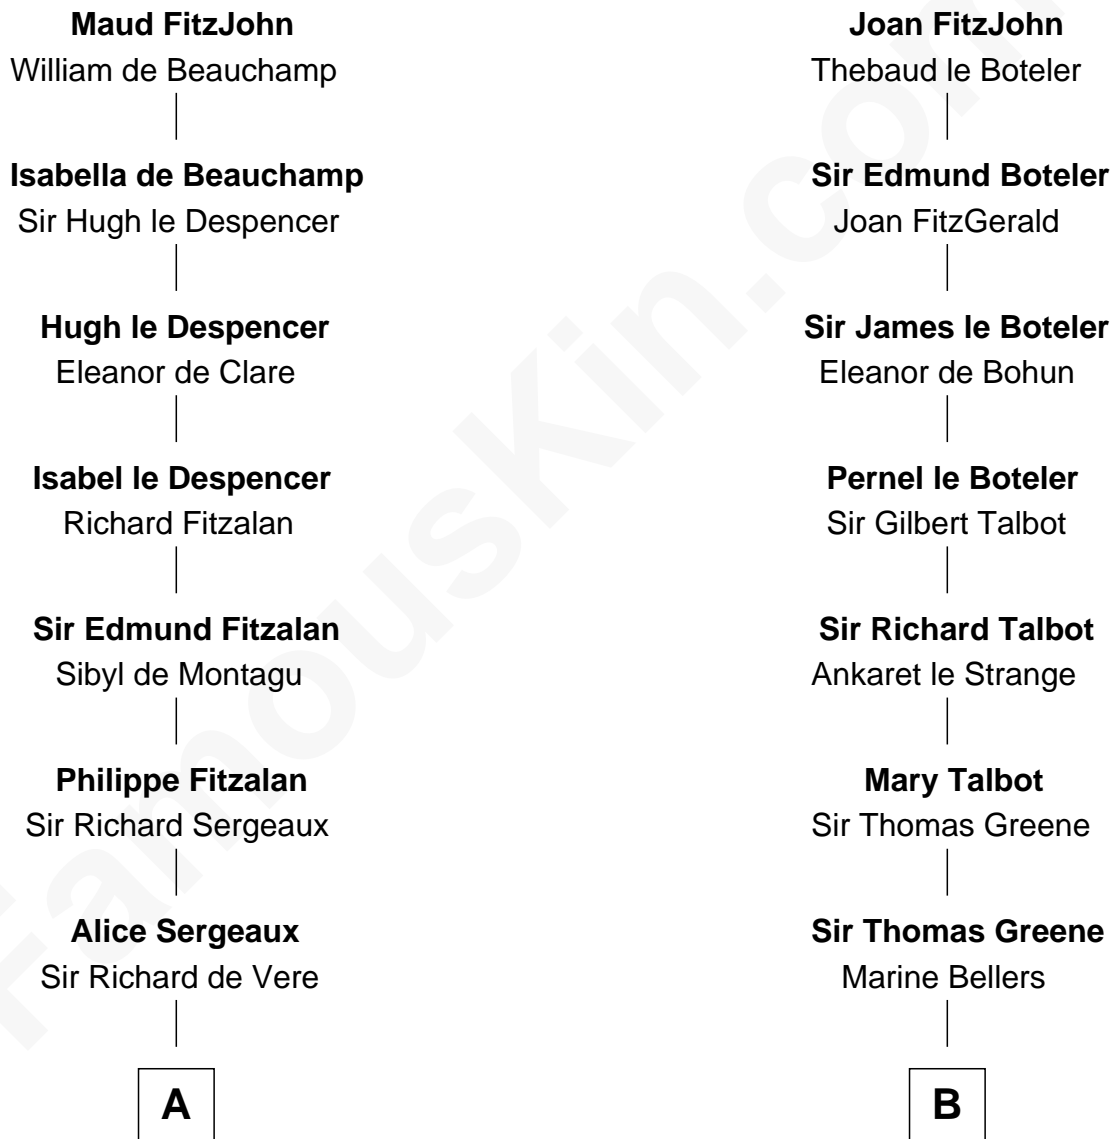 Maud FitzJohn
William de Beauchamp
Isabella de Beauchamp
Sir Hugh le Despencer
Hugh le Despencer
Eleanor de Clare
Isabel le Despencer
Richard Fitzalan
Sir Edmund Fitzalan
Sibyl de Montagu
Philippe Fitzalan
Sir Richard Sergeaux
Alice Sergeaux
Sir Richard de Vere
A
Joan FitzJohn
Thebaud le Boteler
Sir Edmund Boteler
Joan FitzGerald
Sir James le Boteler
Eleanor de Bohun
Pernel le Boteler
Sir Gilbert Talbot
Sir Richard Talbot
Ankaret le Strange
Mary Talbot
Sir Thomas Greene
Sir Thomas Greene
Marine Bellers
B
FamousKin.com